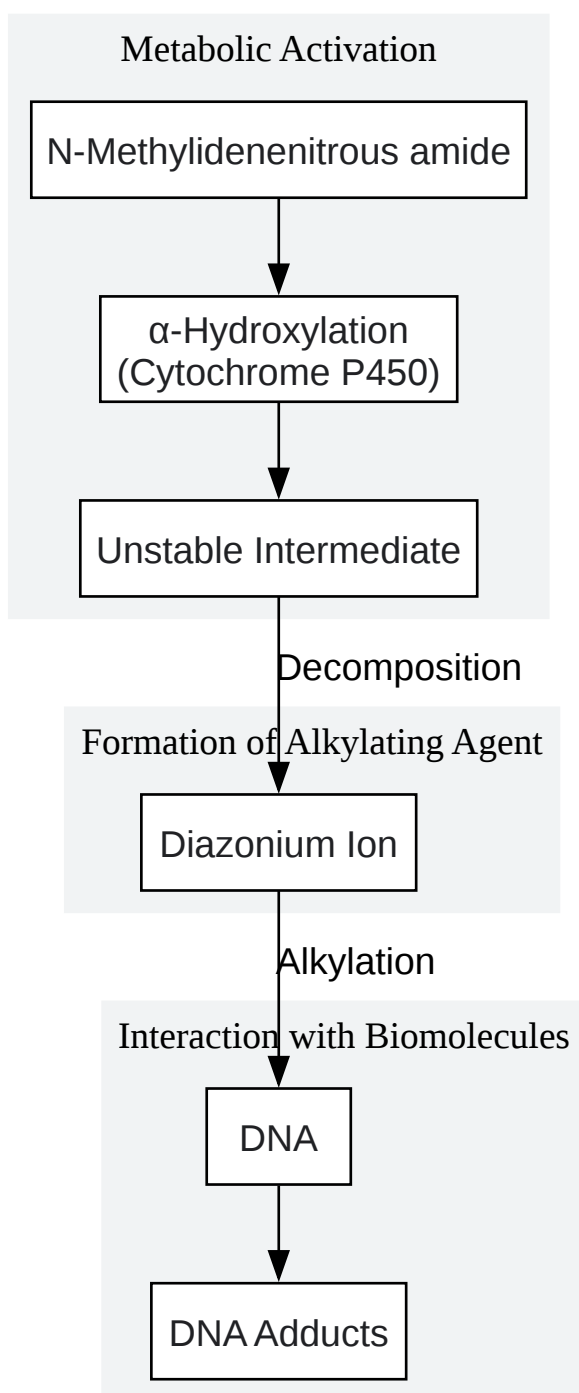 Metabolic Activation
N-Methylidenenitrous amide
α-Hydroxylation
(Cytochrome P450)
Unstable Intermediate
Decomposition
Formation of Alkylating Agent
Diazonium Ion
Alkylation
Interaction with Biomolecules
DNA
DNA Adducts